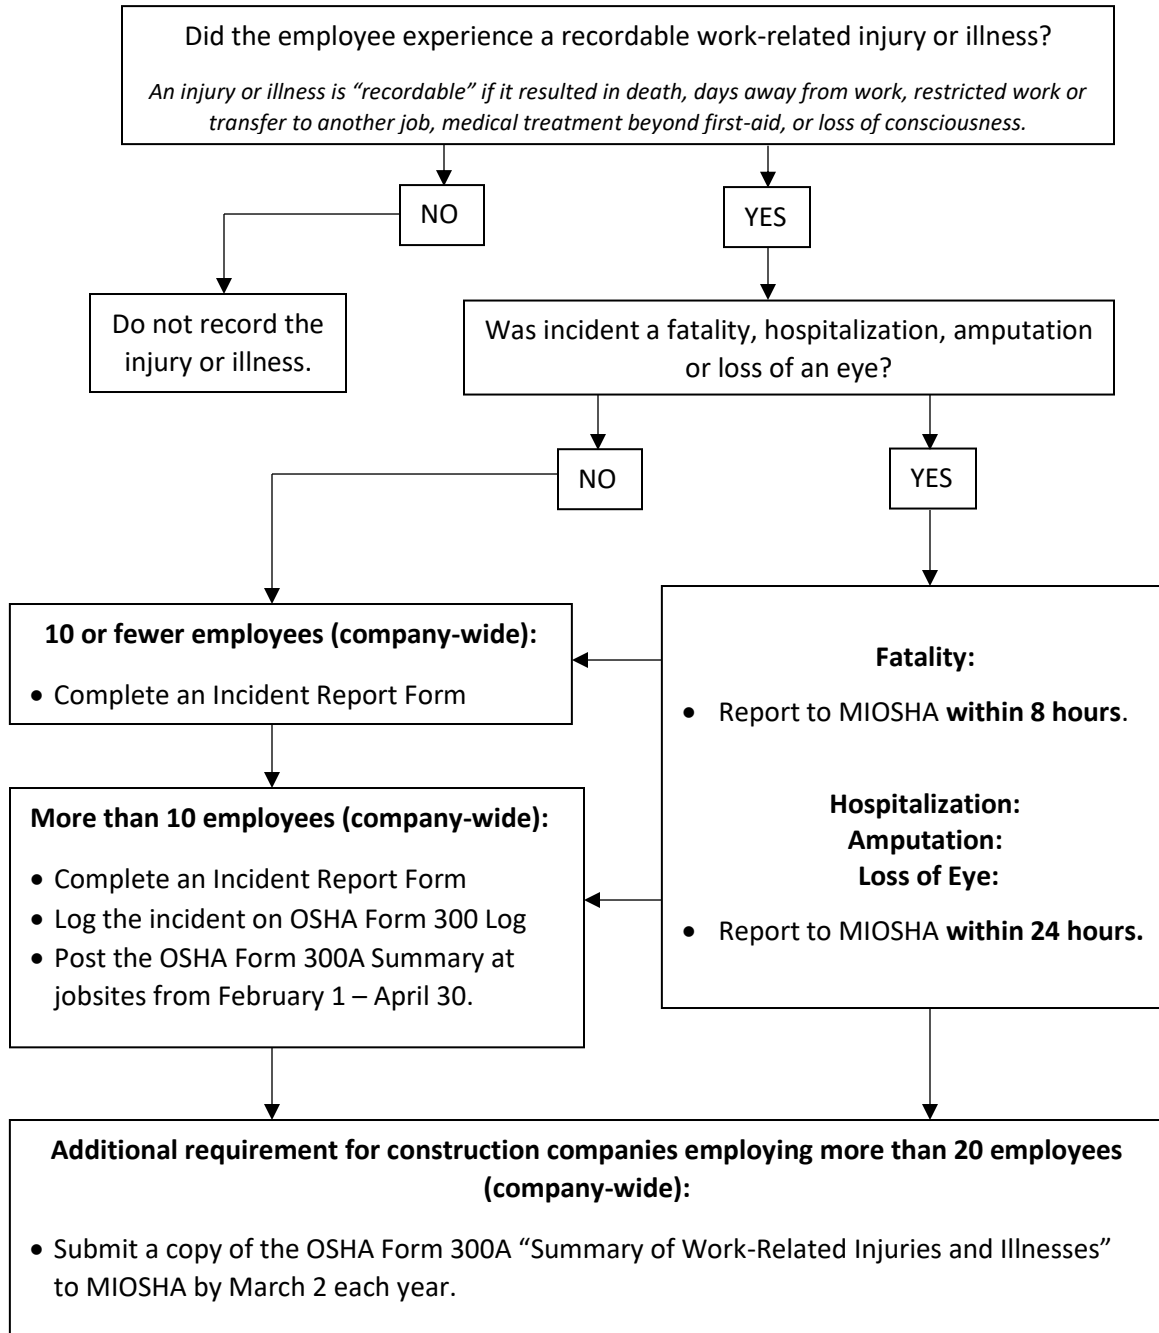 Did the employee experience a recordable work-related injury or illness?
An injury or illness is “recordable” if it resulted in death, days away from work, restricted work or
transfer to another job, medical treatment beyond first-aid, or loss of consciousness.
NO
YES
Do not record the
injury or illness.
Was incident a fatality, hospitalization, amputation
or loss of an eye?
NO
YES
10 or fewer employees (company-wide):
• Complete an Incident Report Form
More than 10 employees (company-wide):
• Complete an Incident Report Form
• Log the incident on OSHA Form 300 Log
• Post the OSHA Form 300A Summary at
jobsites from February 1 – April 30.
Fatality:
• Report to MIOSHA within 8 hours.
Hospitalization:
Amputation:
Loss of Eye:
• Report to MIOSHA within 24 hours.
Additional requirement for construction companies employing more than 20 employees
(company-wide):
• Submit a copy of the OSHA Form 300A “Summary of Work-Related Injuries and Illnesses”
to MIOSHA by March 2 each year.